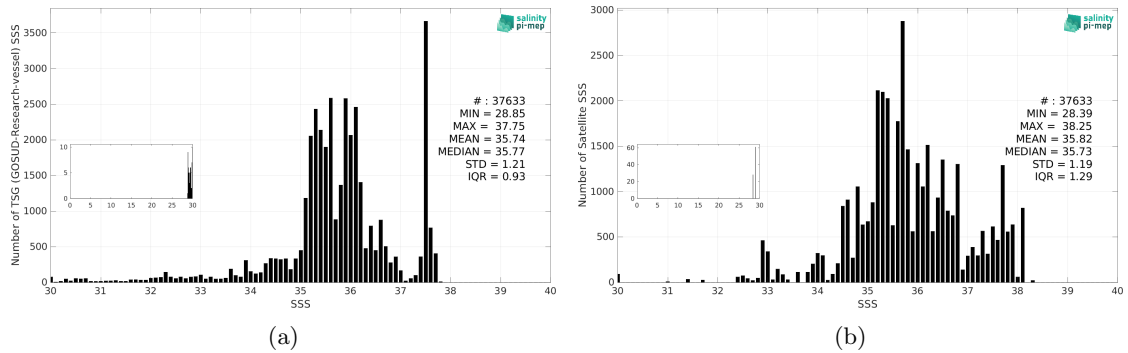 salinity
pi-mep
Number of TSG (GOSUD-Research-vessel) SSS
3500
3000
2500
2000
1500
1000
500
0
# : 37633
MIN = 28.85
MAX = 37.75
MEAN = 35.74
MEDIAN = 35.77
STD = 1.21
IQR = 0.93
10
5
0
0 5 10 15 20 25 30
30 31 32 33 34 35 36 37 38 39 40
SSS
(a)
salinity
pi-mep
Number of Satellite SSS
3000
2500
2000
1500
1000
500
0
# : 37633
MIN = 28.39
MAX = 38.25
MEAN = 35.82
MEDIAN = 35.73
STD = 1.19
IQR = 1.29
60
40
20
0
0 5 10 15 20 25 30
30 31 32 33 34 35 36 37 38 39 40
SSS
(b)